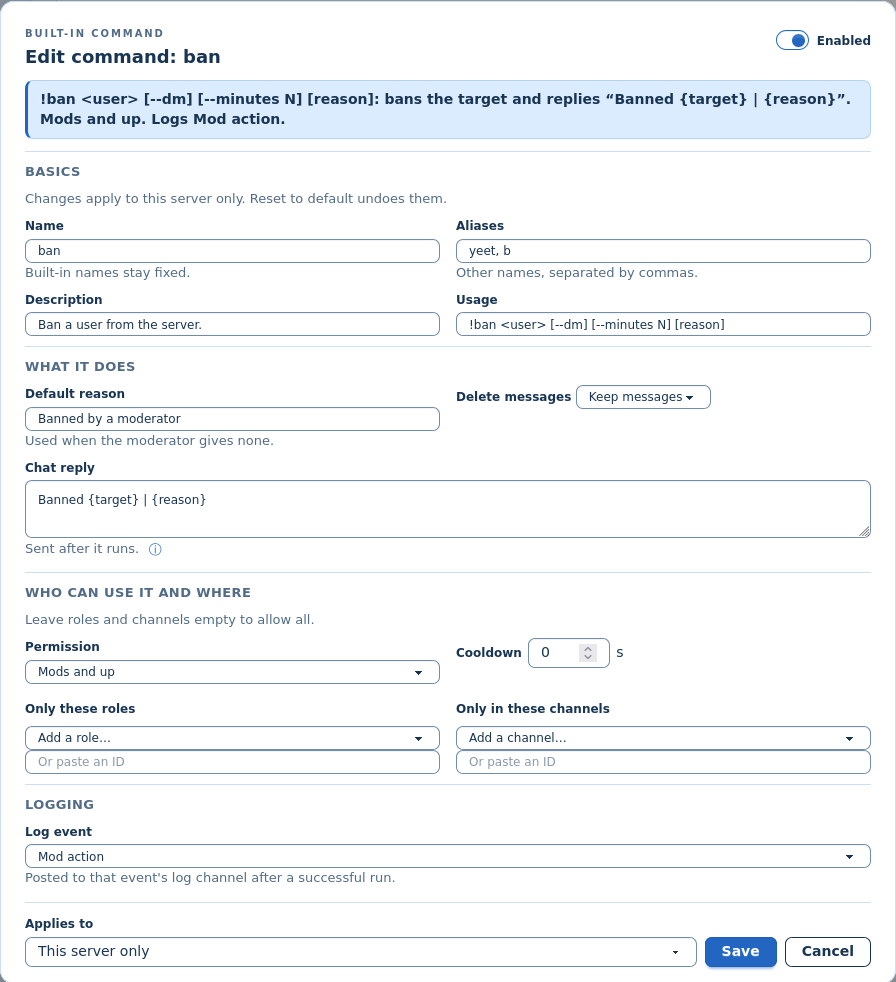 BUILT-IN COMMAND
Edit command: ban
Enabled
!ban <user> [--dm] [--minutes N] [reason]: bans the target and replies “Banned {target} | {reason}”.
Mods and up. Logs Mod action.
BASICS
Changes apply to this server only. Reset to default undoes them.
Name
Aliases
ban
yeet, b
Built-in names stay fixed.
Other names, separated by commas.
Description
Usage
Ban a user from the server.
!ban <user> [--dm] [--minutes N] [reason]
WHAT IT DOES
Default reason
Delete messages
Keep messages
Banned by a moderator
Used when the moderator gives none.
Chat reply
Banned {target} | {reason}
Sent after it runs. ⓘ
WHO CAN USE IT AND WHERE
Leave roles and channels empty to allow all.
Permission
Cooldown 0 s
Mods and up
Only these roles
Only in these channels
Add a role...
Add a channel...
Or paste an ID
Or paste an ID
LOGGING
Log event
Mod action
Posted to that event's log channel after a successful run.
Applies to
This server only
Save
Cancel